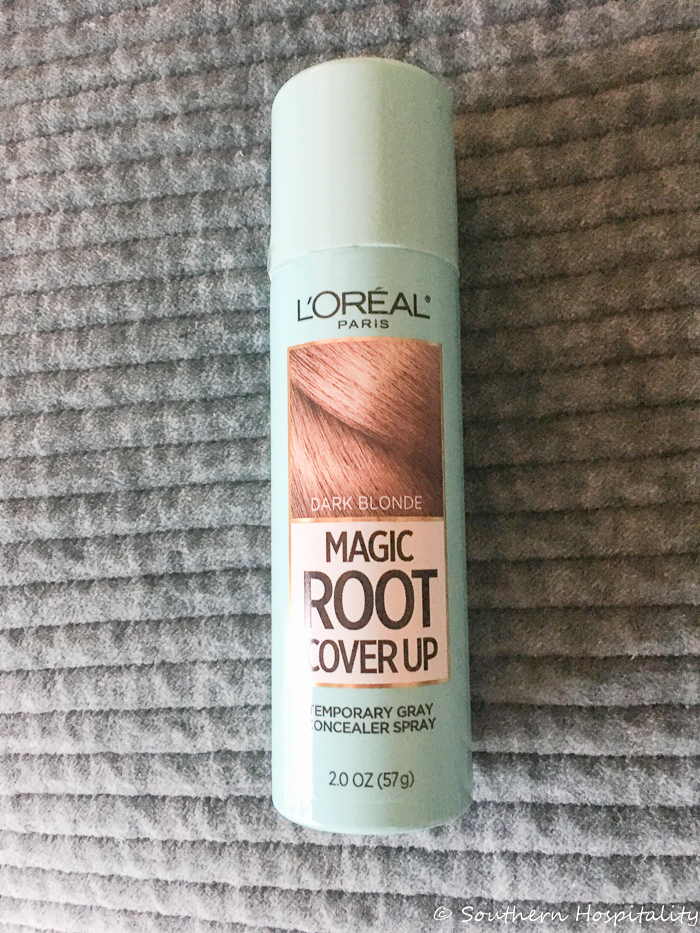 L'ORÉAL®
PARIS
DARK BLONDE
MAGIC
ROOT
COVER UP
TEMPORARY GRAY
CONCEALER SPRAY
2.0 OZ (57g)
© Southern Hospitality